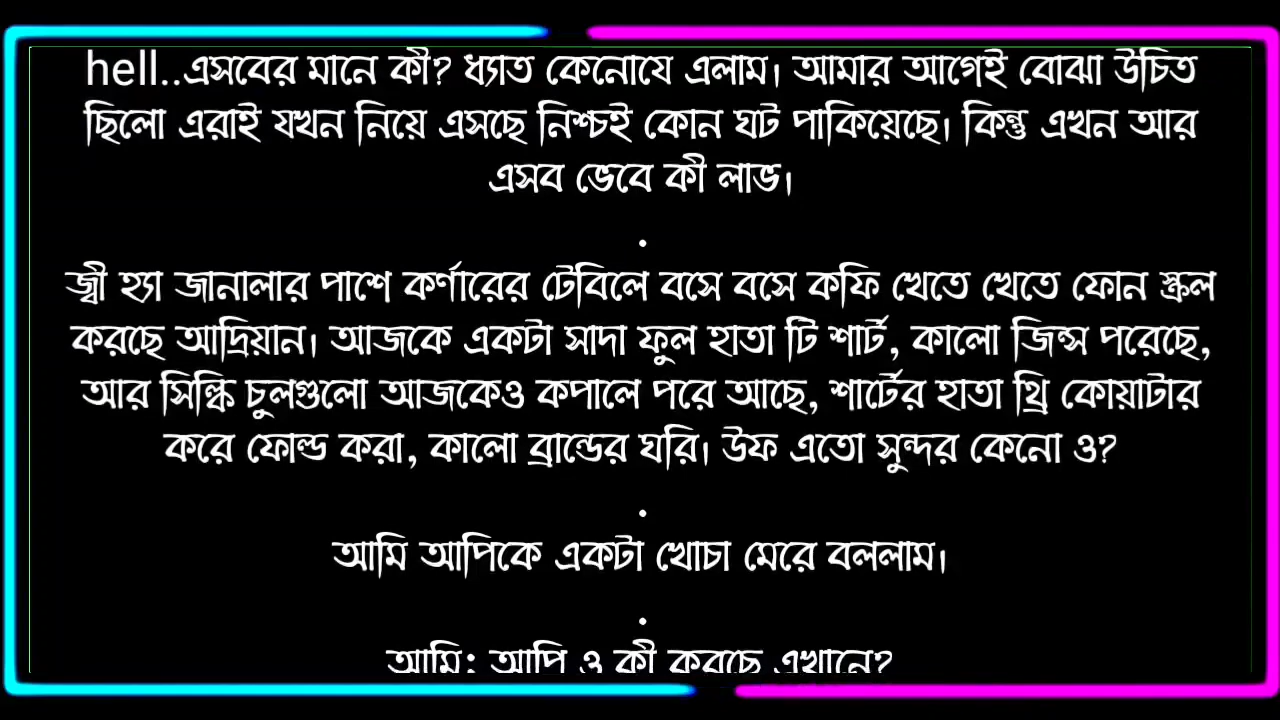 hell..এসবের মানে কী? ধ্যাত কেনোযে এলাম। আমার আগেই বোঝা উচিত
ছিলো এরাই যখন নিয়ে এসছে নিশ্চই কোন ঘট পাকিয়েছে। কিন্তু এখন আর
এসব ভেবে কী লাভ।
.
জ্বী হ্যা জানালার পাশে কর্ণারের টেবিলে বসে বসে কফি খেতে খেতে ফোন স্ক্রল
করছে আদ্রিয়ান। আজকে একটা সাদা ফুল হাতা টি শার্ট, কালো জিন্স পরেছে,
আর সিল্কি চুলগুলো আজকেও কপালে পরে আছে, শার্টের হাতা থ্রি কোয়াটার
করে ফোল্ড করা, কালো ব্রান্ডের ঘরি। উফ এতো সুন্দর কেনো ও?
.
আমি আপিকে একটা খোচা মেরে বললাম।
.
আমি: আপি ও কী করছে এখানে?